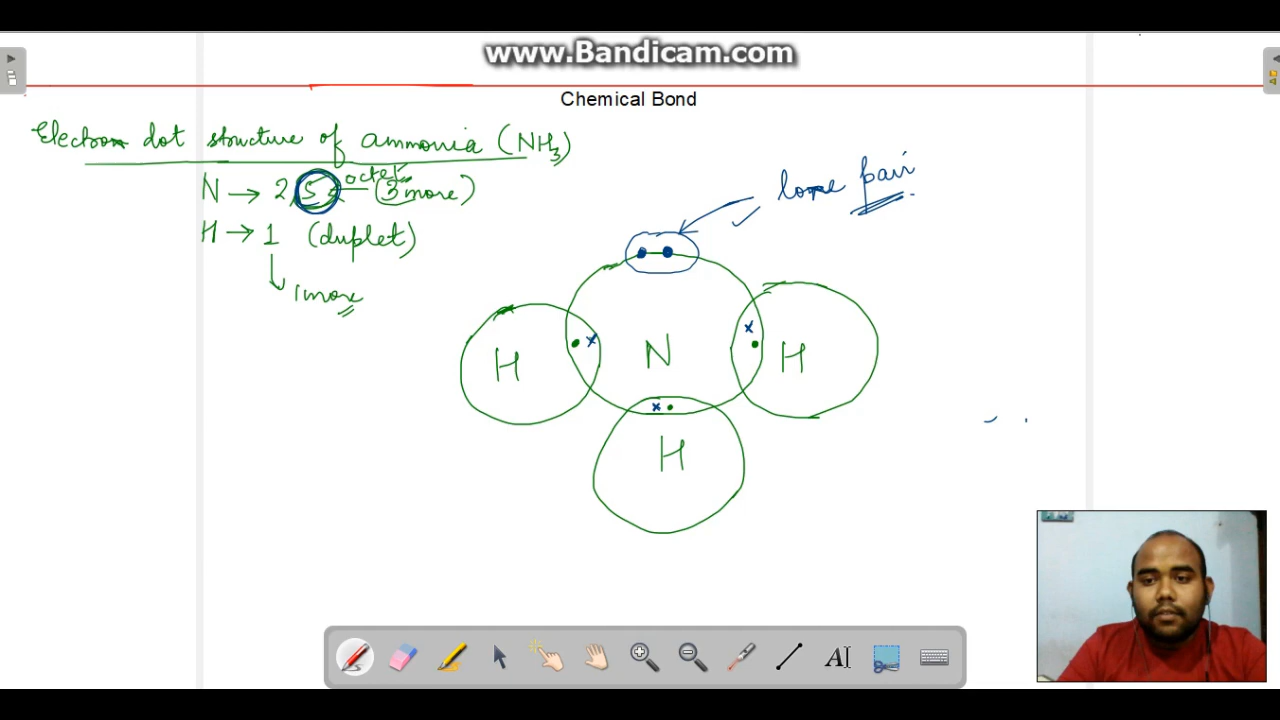 www.Bandicam.com
Chemical Bond
Electron dot structure of ammonia (NH3)
N → 2, 5 — octet (3 more)
H → 1 (duplet)
1 more
lone pair
x
H x N H
x
H
AI